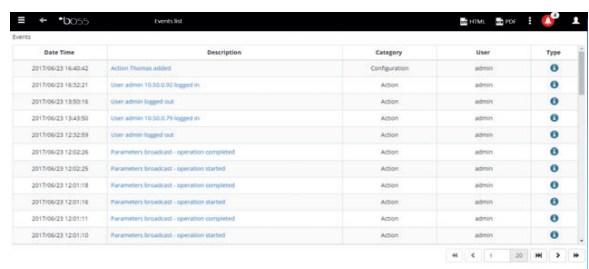 boss Events list HTML PDF 4
Events
Date Time Description Category User Type
2017/06/23 16:40:42 Action Thomas added Configuration admin
2017/06/23 16:32:21 User admin 10.50.0.92 logged in Action admin
2017/06/23 13:50:16 User admin logged out Action admin
2017/06/23 13:43:50 User admin 10.50.0.79 logged in Action admin
2017/06/23 12:32:59 User admin logged out Action admin
2017/06/23 12:02:26 Parameters broadcast - operation completed Action admin
2017/06/23 12:02:25 Parameters broadcast - operation started Action admin
2017/06/23 12:01:18 Parameters broadcast - operation completed Action admin
2017/06/23 12:01:16 Parameters broadcast - operation started Action admin
2017/06/23 12:01:11 Parameters broadcast - operation completed Action admin
2017/06/23 12:01:10 Parameters broadcast - operation started Action admin
1 20